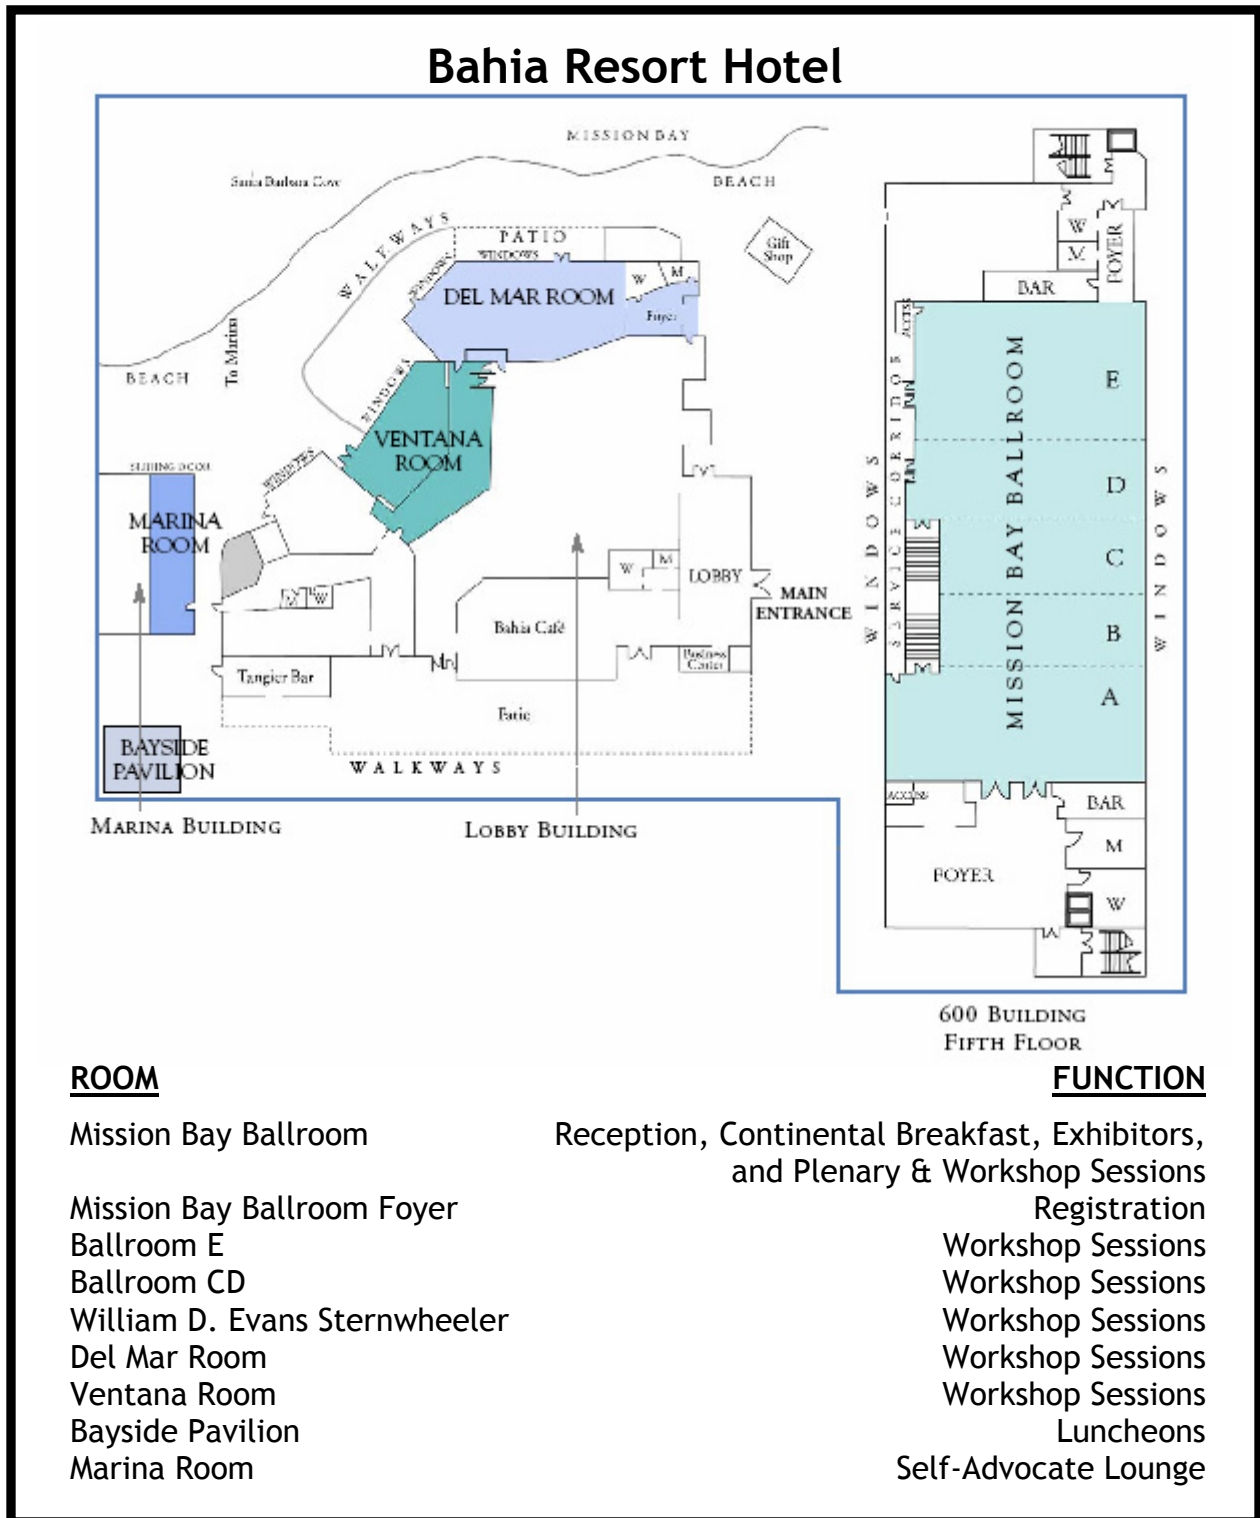 Bahia Resort Hotel
MISSION BAY
BEACH
Santa Barbara Cove
WALKWAYS
PATIO
WINDOWS
WINDOWS
Gift
Shop
DEL MAR ROOM
W
M
Foyer
To Marina
BEACH
WINDOWS
VENTANA
ROOM
WINDOWS
SLIDING DOOR
MARINA
ROOM
M
W
W
M
LOBBY
MAIN
ENTRANCE
Bahia Café
Business
Center
Tangier Bar
Patio
BAYSIDE
PAVILION
WALKWAYS
MARINA BUILDING
LOBBY BUILDING
W
M
FOYER
BAR
ACCESS
SERVICE CORRIDOR
WINDOWS
MISSION BAY BALLROOM
E
D
C
B
A
WINDOWS
ACCESS
BAR
M
FOYER
W
600 BUILDING
FIFTH FLOOR
ROOM FUNCTION
Mission Bay Ballroom Reception, Continental Breakfast, Exhibitors,
and Plenary & Workshop Sessions
Mission Bay Ballroom Foyer Registration
Ballroom E Workshop Sessions
Ballroom CD Workshop Sessions
William D. Evans Sternwheeler Workshop Sessions
Del Mar Room Workshop Sessions
Ventana Room Workshop Sessions
Bayside Pavilion Luncheons
Marina Room Self-Advocate Lounge